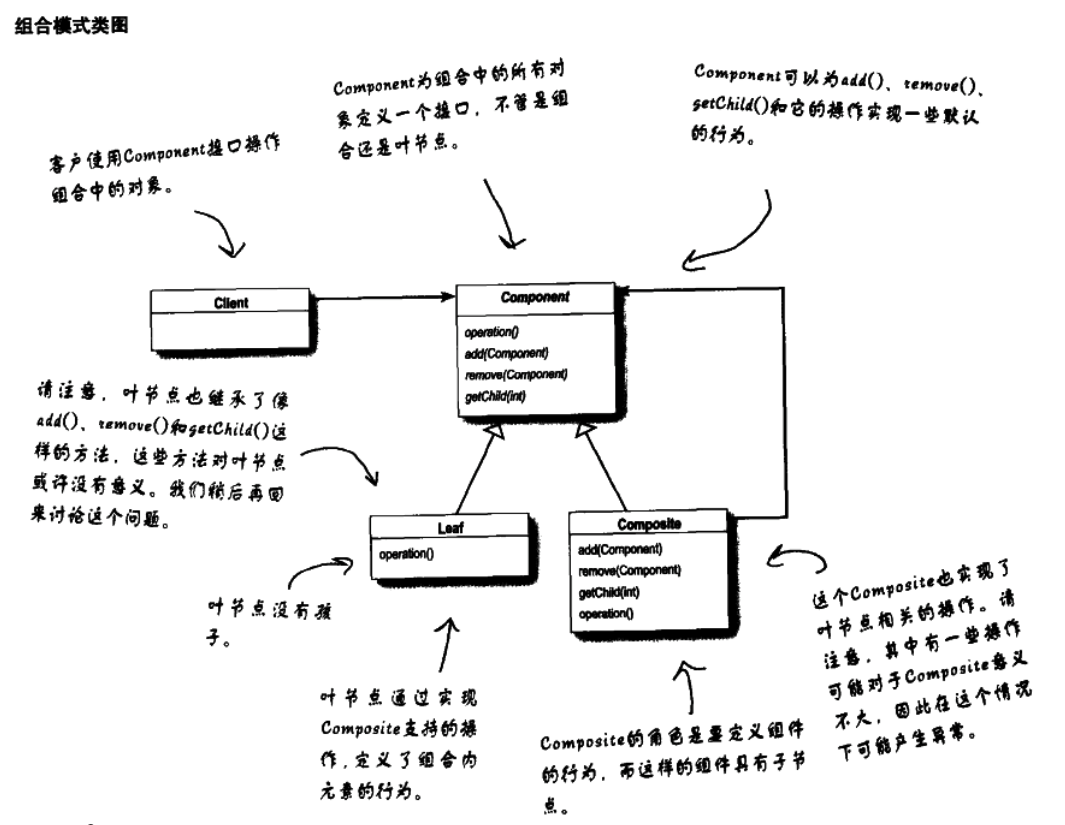 组合模式类图
Component为组合中的所有对
象定义一个接口，不管是组
合还是叶节点。
Component可以为add()、remove()、
getChild()和它的操作实现一些默认
的行为。
客户使用Component接口操作
组合中的对象。
Client
Component
operation()
add(Component)
remove(Component)
getChild(int)
请注意，叶节点也继承了像
add()、remove()和getChild()这
样的方法，这些方法对叶节点
或许没有意义。我们稍后再回
来讨论这个问题。
Leaf
operation()
Composite
add(Component)
remove(Component)
getChild(int)
operation()
叶节点没有孩
子。
叶节点通过实现
Composite支持的操
作，定义了组合内
元素的行为。
Composite的角色是要定义组件
的行为，而这样的组件具有子节
点。
这个Composite也实现了
叶节点相关的操作。请
注意，其中有一些操作
可能对于Composite意义
不大，因此在这个情况
下可能产生异常。